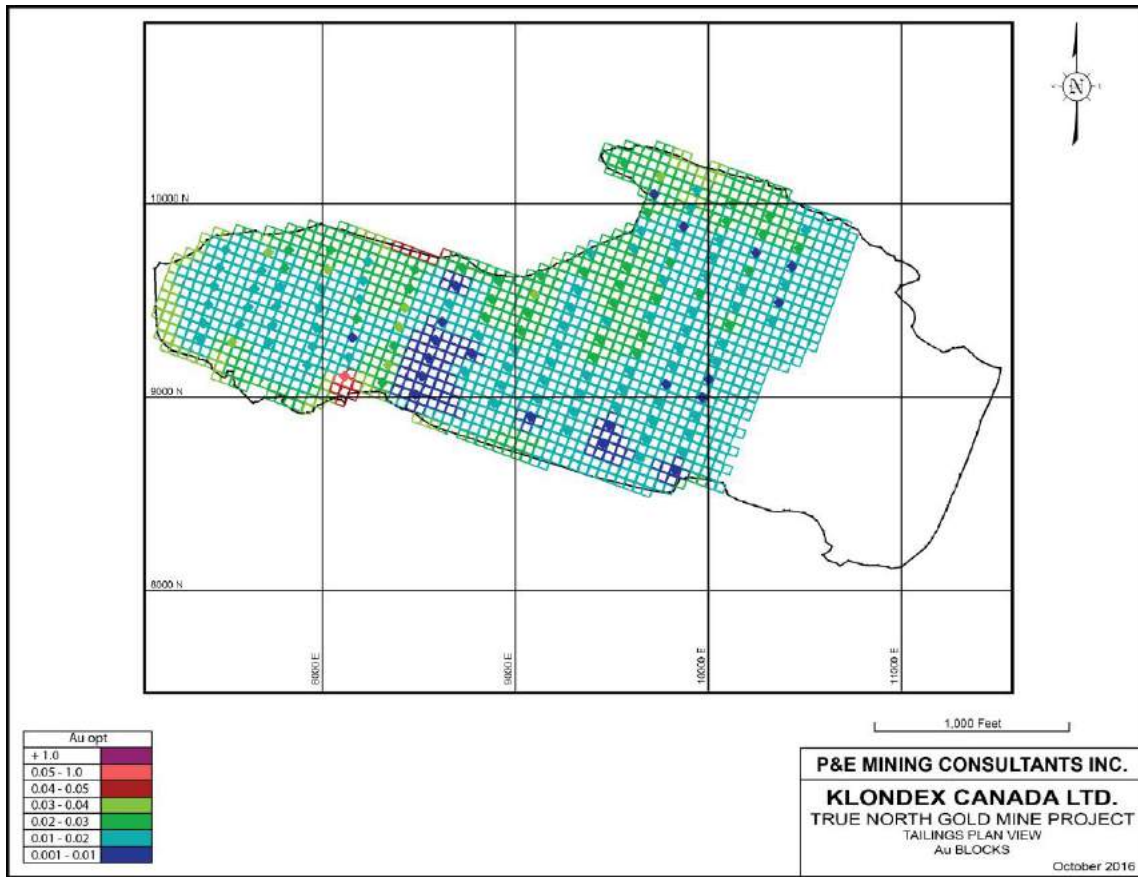 N
10000 N
9000 N
8000 N
8000 E
9000 E
10000 E
11000 E
1,000 Feet
Au opt
+ 1.0
0.05 - 1.0
0.04 - 0.05
0.03 - 0.04
0.02 - 0.03
0.01 - 0.02
0.001 - 0.01
P&E MINING CONSULTANTS INC.
KLONDEX CANADA LTD.
TRUE NORTH GOLD MINE PROJECT
TAILINGS PLAN VIEW
Au BLOCKS
October 2016